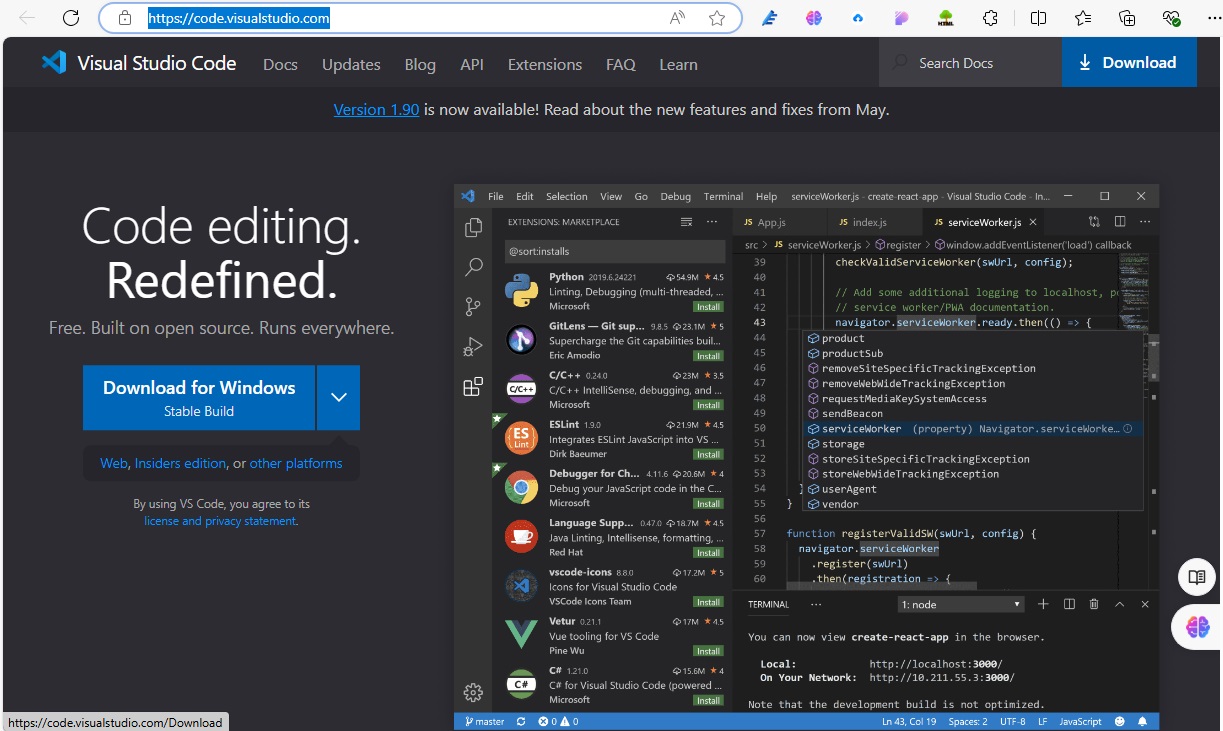 https://code.visualstudio.com
Visual Studio Code
Docs
Updates
Blog
API
Extensions
FAQ
Learn
Search Docs
Download
Version 1.90 is now available! Read about the new features and fixes from May.
Code editing.
Redefined.
Free. Built on open source. Runs everywhere.
Download for Windows
Stable Build
Web, Insiders edition, or other platforms
By using VS Code, you agree to its
license and privacy statement.
File Edit Selection View Go Debug Terminal Help serviceWorker.js - create-react-app - Visual Studio Code - In...
EXTENSIONS: MARKETPLACE
@sort:installs
Python 2019.6.24221 54.9M 4.5
Linting, Debugging (multi-threaded, ...
Microsoft Install
GitLens — Git sup... 9.8.5 23.1M 5
Supercharge the Git capabilities buil...
Eric Amodio Install
C/C++ 0.24.0 23M 3.5
C/C++ IntelliSense, debugging, and ...
Microsoft Install
ESLint 1.9.0 21.9M 4.5
Integrates ESLint JavaScript into VS ...
Dirk Baeumer Install
Debugger for Ch... 4.11.6 20.6M 4
Debug your JavaScript code in the C...
Microsoft Install
Language Supp... 0.47.0 18.7M 4.5
Java Linting, Intellisense, formatting, ...
Red Hat Install
vscode-icons 8.8.0 17.2M 5
Icons for Visual Studio Code
VSCode Icons Team Install
Vetur 0.21.1 17M 4.5
Vue tooling for VS Code
Pine Wu Install
C# 1.21.0 15.6M 4
C# for Visual Studio Code (powered ...
Microsoft Install
JS App.js JS index.js JS serviceWorker.js
src > JS serviceWorker.js > register > window.addEventListener('load') callback
39 checkValidServiceWorker(swUrl, config);
40
41 // Add some additional logging to localhost, po
42 // service worker/PWA documentation.
43 navigator.serviceWorker.ready.then(() => {
44 product
45 productSub
46 removeSiteSpecificTrackingException
47 removeWebWideTrackingException
48 requestMediaKeySystemAccess
49 sendBeacon
50 serviceWorker (property) Navigator.serviceWorke...
51 storage
52 storeSiteSpecificTrackingException
53 storeWebWideTrackingException
54 } userAgent
55 } vendor
56
57 function registerValidSW(swUrl, config) {
58 navigator.serviceWorker
59 .register(swUrl)
60 .then(registration => {
TERMINAL ... 1: node
You can now view create-react-app in the browser.
Local: http://localhost:3000/
On Your Network: http://10.211.55.3:3000/
Note that the development build is not optimized.
master 0 0 Ln 43, Col 19 Spaces: 2 UTF-8 LF JavaScript
https://code.visualstudio.com/Download